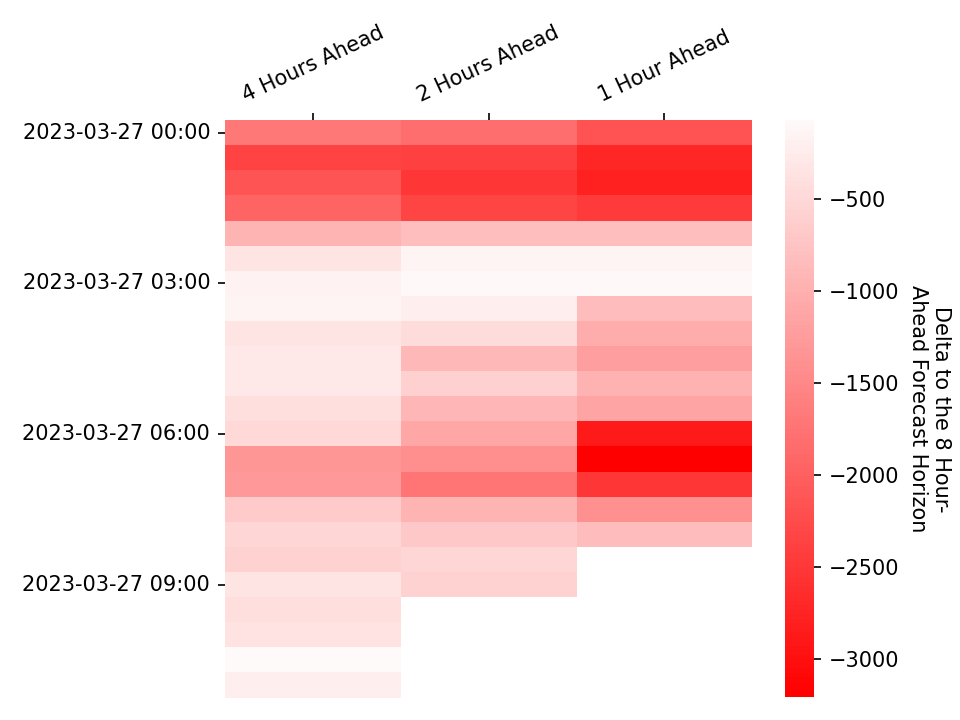 4 Hours Ahead
2 Hours Ahead
1 Hour Ahead
2023-03-27 00:00
2023-03-27 03:00
2023-03-27 06:00
2023-03-27 09:00
−500
−1000
−1500
−2000
−2500
−3000
Delta to the 8 Hour-
Ahead Forecast Horizon